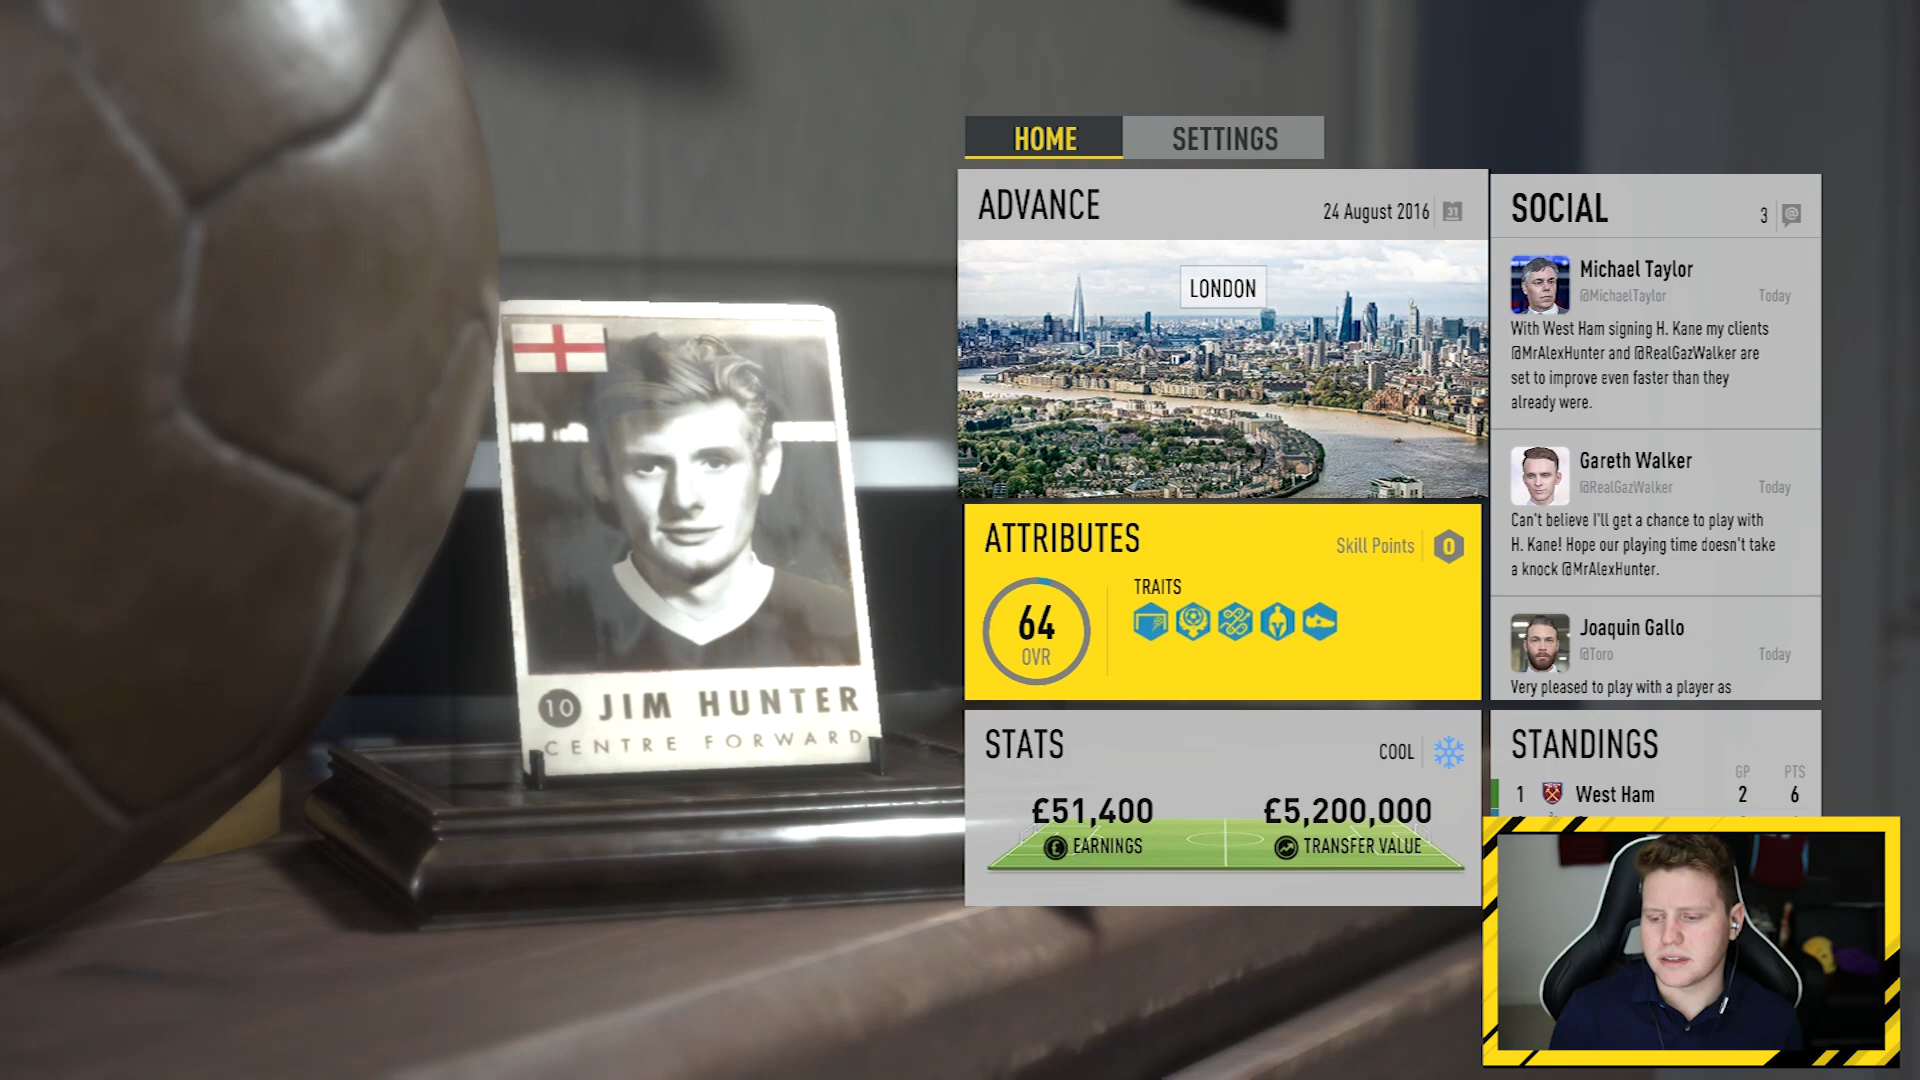 HOME
SETTINGS
ADVANCE
24 August 2016
31
LONDON
SOCIAL
3
@
Michael Taylor
@MichaelTaylor
Today
With West Ham signing H. Kane my clients
@MrAlexHunter and @RealGazWalker are
set to improve even faster than they
already were.
Gareth Walker
@RealGazWalker
Today
Can't believe I'll get a chance to play with
H. Kane! Hope our playing time doesn't take
a knock @MrAlexHunter.
Joaquin Gallo
@Toro
Today
Very pleased to play with a player as
ATTRIBUTES
Skill Points
0
64
OVR
TRAITS
STATS
COOL
£51,400
EARNINGS
£5,200,000
TRANSFER VALUE
STANDINGS
GP PTS
1 West Ham 2 6
10 JIM HUNTER
CENTRE FORWARD